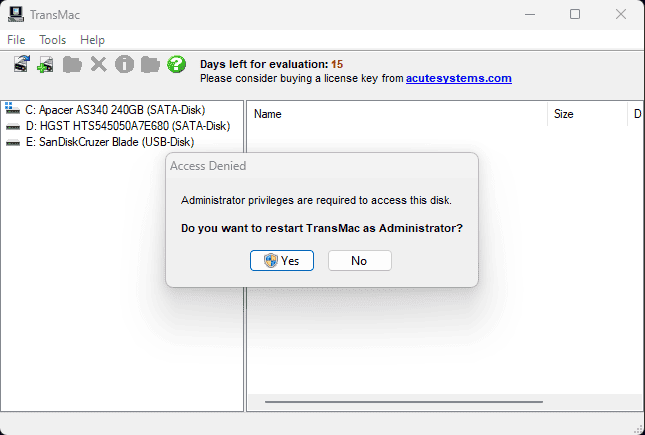 TransMac
File Tools Help
Days left for evaluation: 15
Please consider buying a license key from acutesystems.com
C: Apacer AS340 240GB (SATA-Disk)
D: HGST HTS545050A7E680 (SATA-Disk)
E: SanDiskCruzer Blade (USB-Disk)
Name Size D
Access Denied
Administrator privileges are required to access this disk.
Do you want to restart TransMac as Administrator?
Yes No